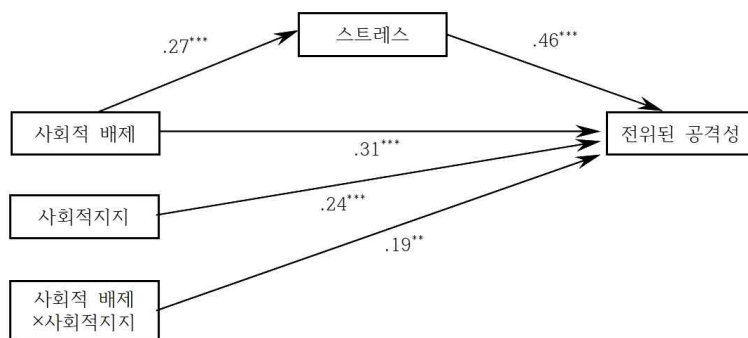 스트레스
.27***
.46***
사회적 배제
전위된 공격성
.31***
사회적지지
.24***
.19**
사회적 배제
×사회적지지